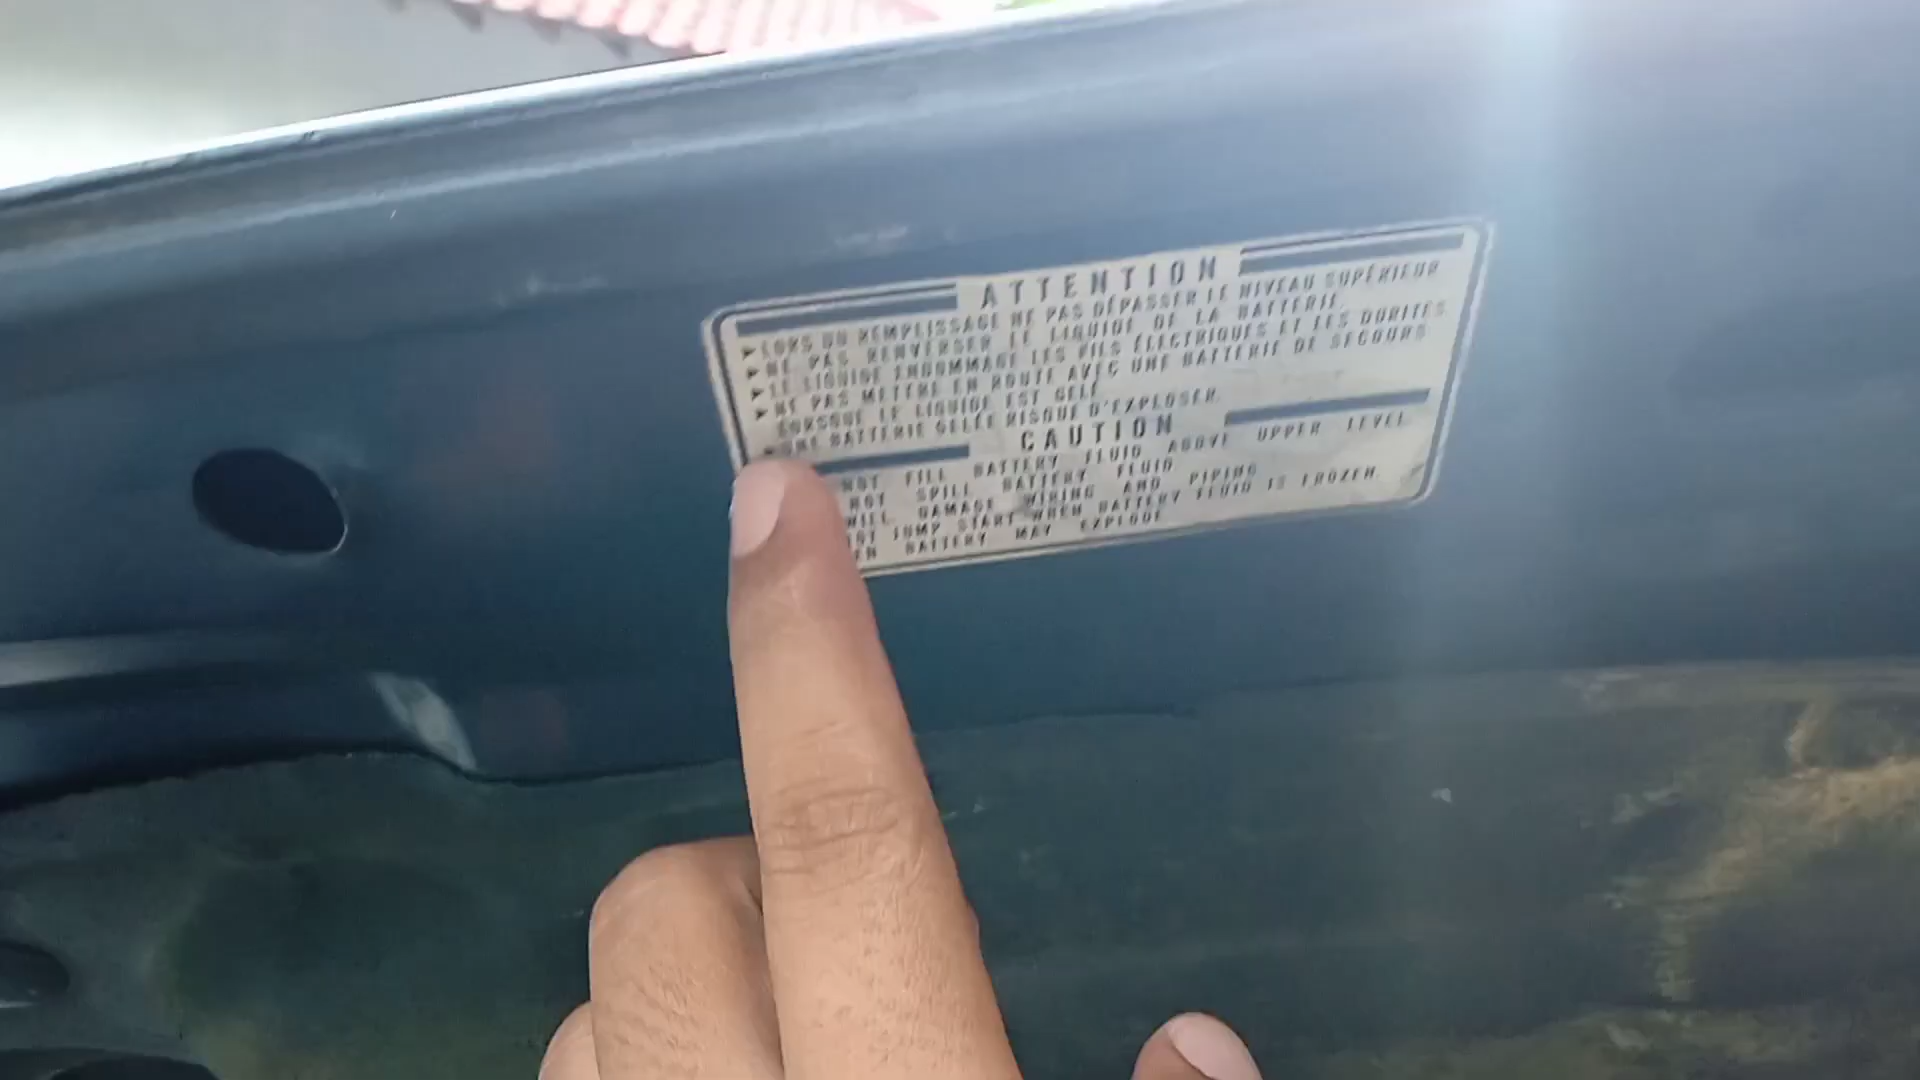 ATTENTION
LORS DU REMPLISSAGE NE PAS DÉPASSER LE NIVEAU SUPÉRIEUR
NE PAS RENVERSER LE LIQUIDE DE LA BATTERIE.
LE LIQUIDE ENDOMMAGE LES FILS ÉLECTRIQUES ET LES DURITES
NE PAS METTRE EN ROUTE AVEC UNE BATTERIE DE SECOURS
LORSQUE LE LIQUIDE EST GELÉ
UNE BATTERIE GELÉE RISQUE D'EXPLOSER.
CAUTION
NOT FILL BATTERY FLUID ABOVE UPPER LEVEL
NOT SPILL BATTERY FLUID
WILL DAMAGE WIRING AND PIPING
JUMP START WHEN BATTERY FLUID IS FROZEN.
BATTERY MAY EXPLODE